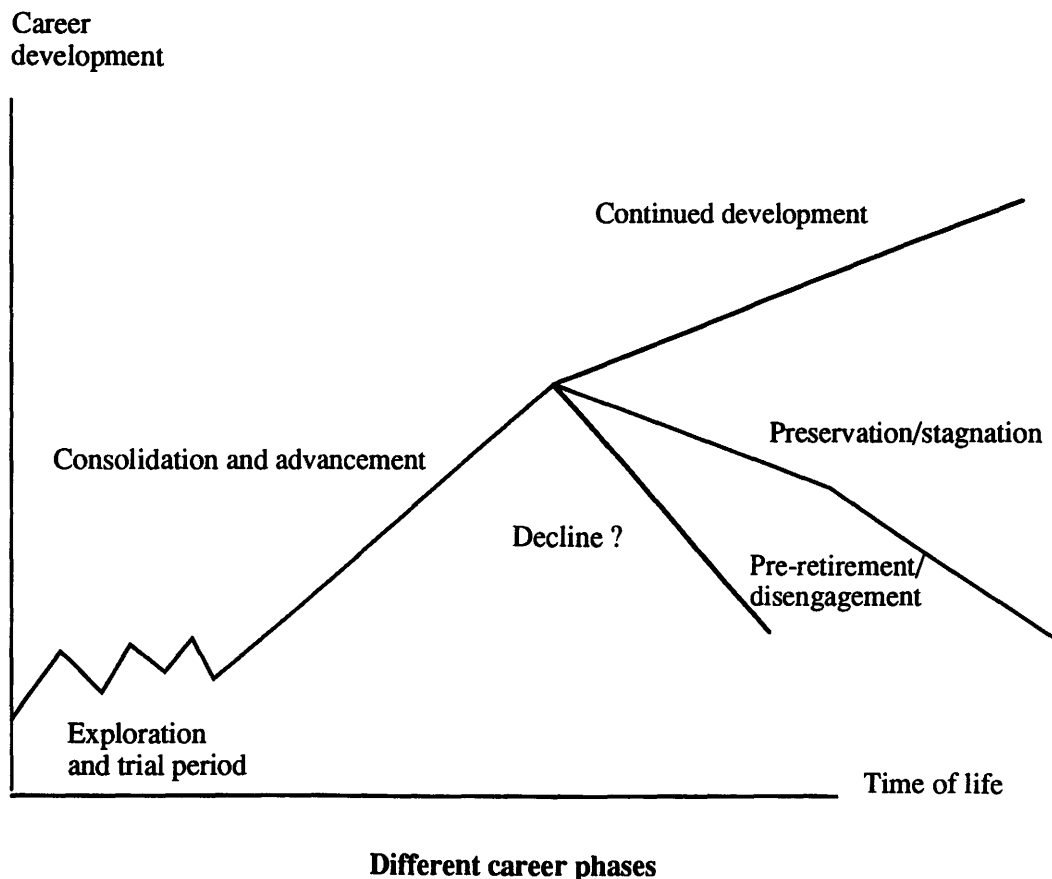 Career
development
Continued development
Preservation/stagnation
Consolidation and advancement
Decline ?
Pre-retirement/
disengagement
Exploration
and trial period
Time of life
Different career phases